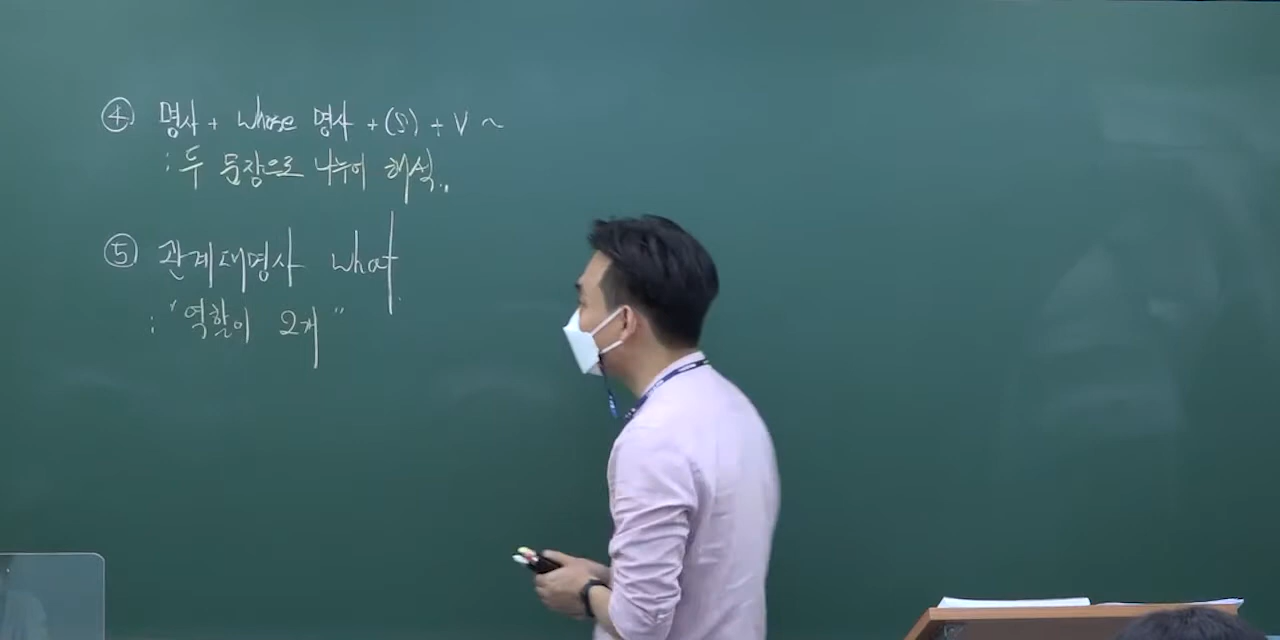 ④ 명사 + whose 명사 + (S) + V ~
: 두 문장으로 나누어 해석..
⑤ 관계대명사 what
: "역할이 2개"